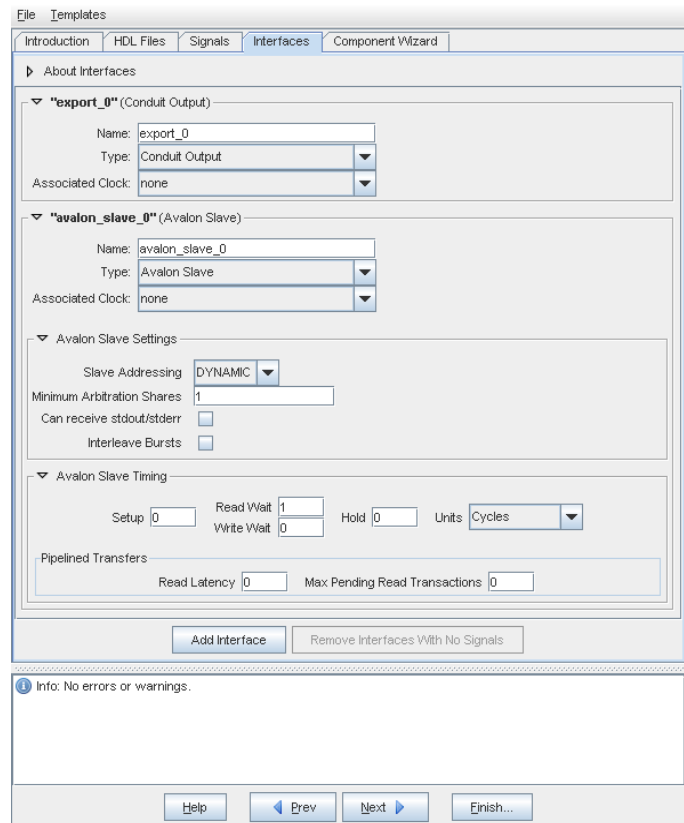 File Templates
Introduction HDL Files Signals Interfaces Component Wizard
About Interfaces
"export_0" (Conduit Output)
Name: export_0
Type: Conduit Output
Associated Clock: none
"avalon_slave_0" (Avalon Slave)
Name: avalon_slave_0
Type: Avalon Slave
Associated Clock: none
Avalon Slave Settings
Slave Addressing DYNAMIC
Minimum Arbitration Shares 1
Can receive stdout/stderr
Interleave Bursts
Avalon Slave Timing
Setup 0 Read Wait 1 Hold 0 Units Cycles
Write Wait 0
Pipelined Transfers
Read Latency 0 Max Pending Read Transactions 0
Add Interface Remove Interfaces With No Signals
Info: No errors or warnings.
Help Prev Next Finish...